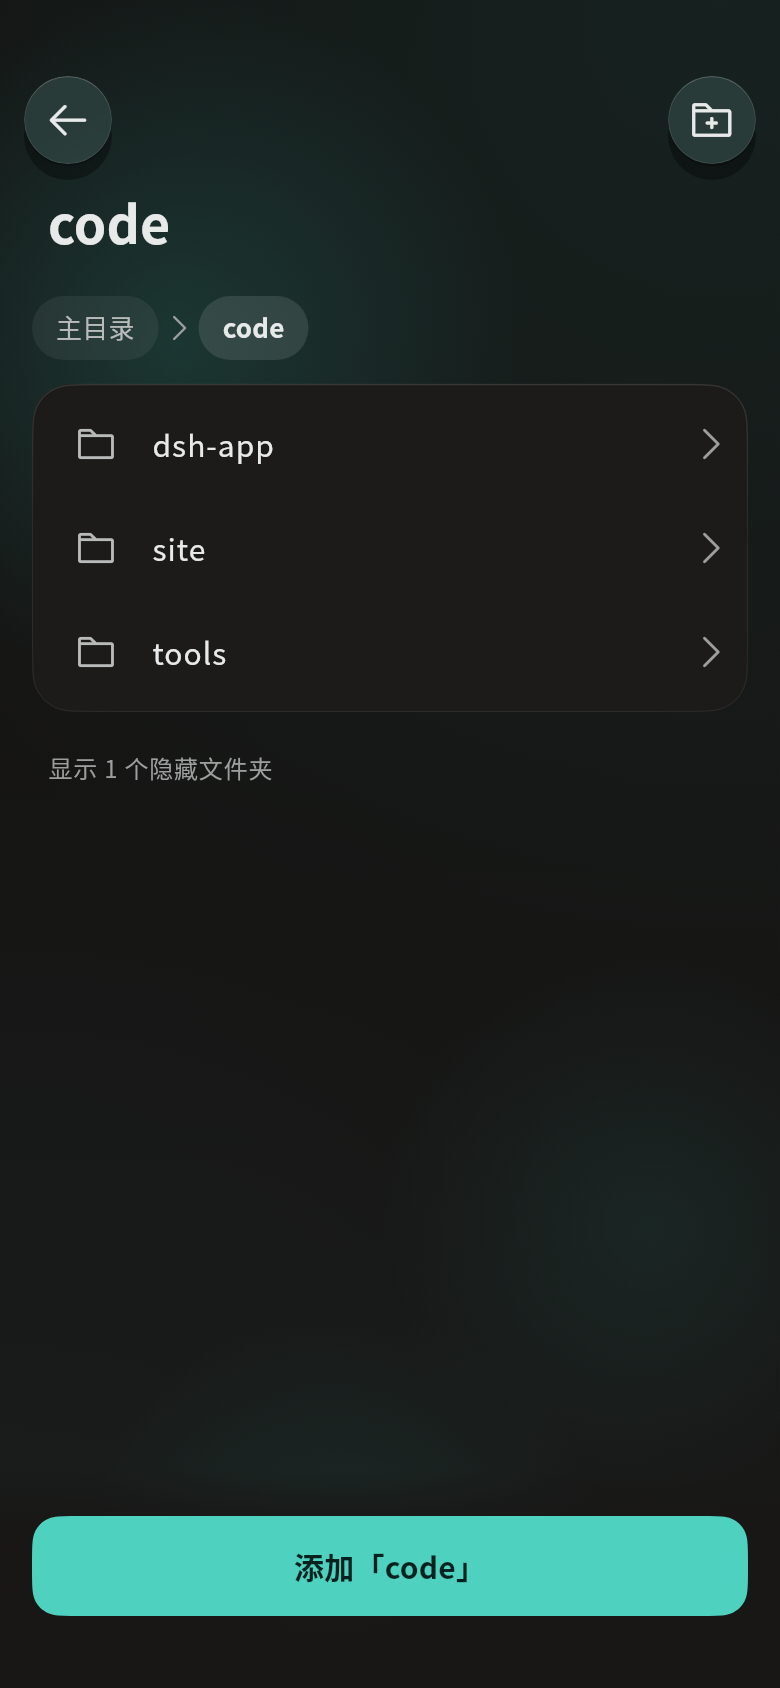 code
主目录 code
dsh-app
site
tools
显示 1 个隐藏文件夹
添加「code」